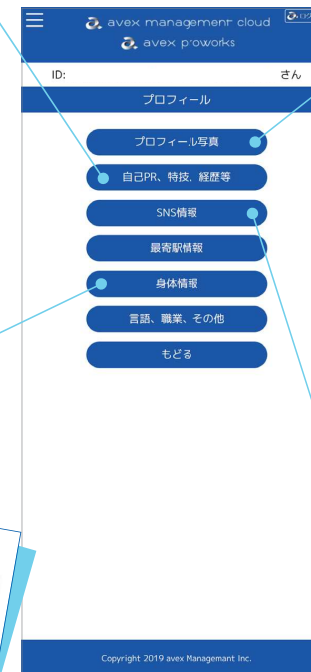 avex management cloud
avex proworks
ID: さん
プロフィール
プロフィール写真
自己PR、特技、経歴等
SNS情報
最寄駅情報
身体情報
言語、職業、その他
もどる
Copyright 2019 avex Managemant Inc.